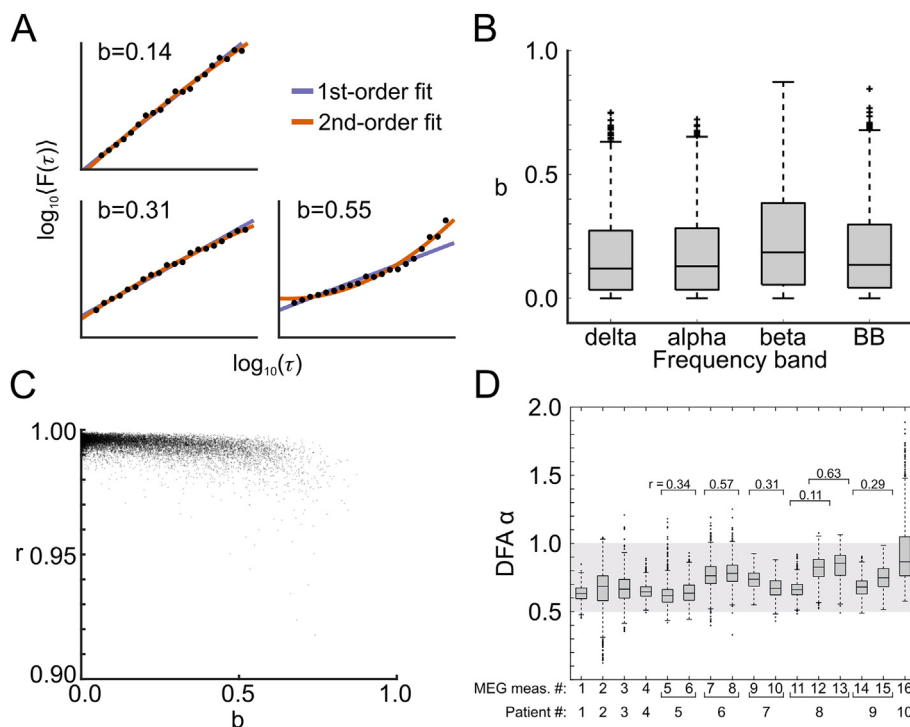 A
b=0.14
1st-order fit
2nd-order fit
b=0.31
b=0.55
log10⟨F(τ)⟩
log10(τ)
B
1.0
0.5
0.0
b
delta alpha beta BB
Frequency band
C
1.00
0.95
0.90
r
0.0 0.5 1.0
b
D
2.0
1.5
1.0
0.5
DFA α
r = 0.34 0.57 0.31 0.11 0.63 0.29
MEG meas. #: 1 2 3 4 5 6 7 8 9 10 11 12 13 14 15 16
Patient #: 1 2 3 4 5 6 7 8 9 10